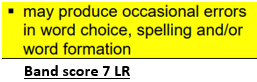 ▪ may produce occasional errors
in word choice, spelling and/or
word formation
Band score 7 LR